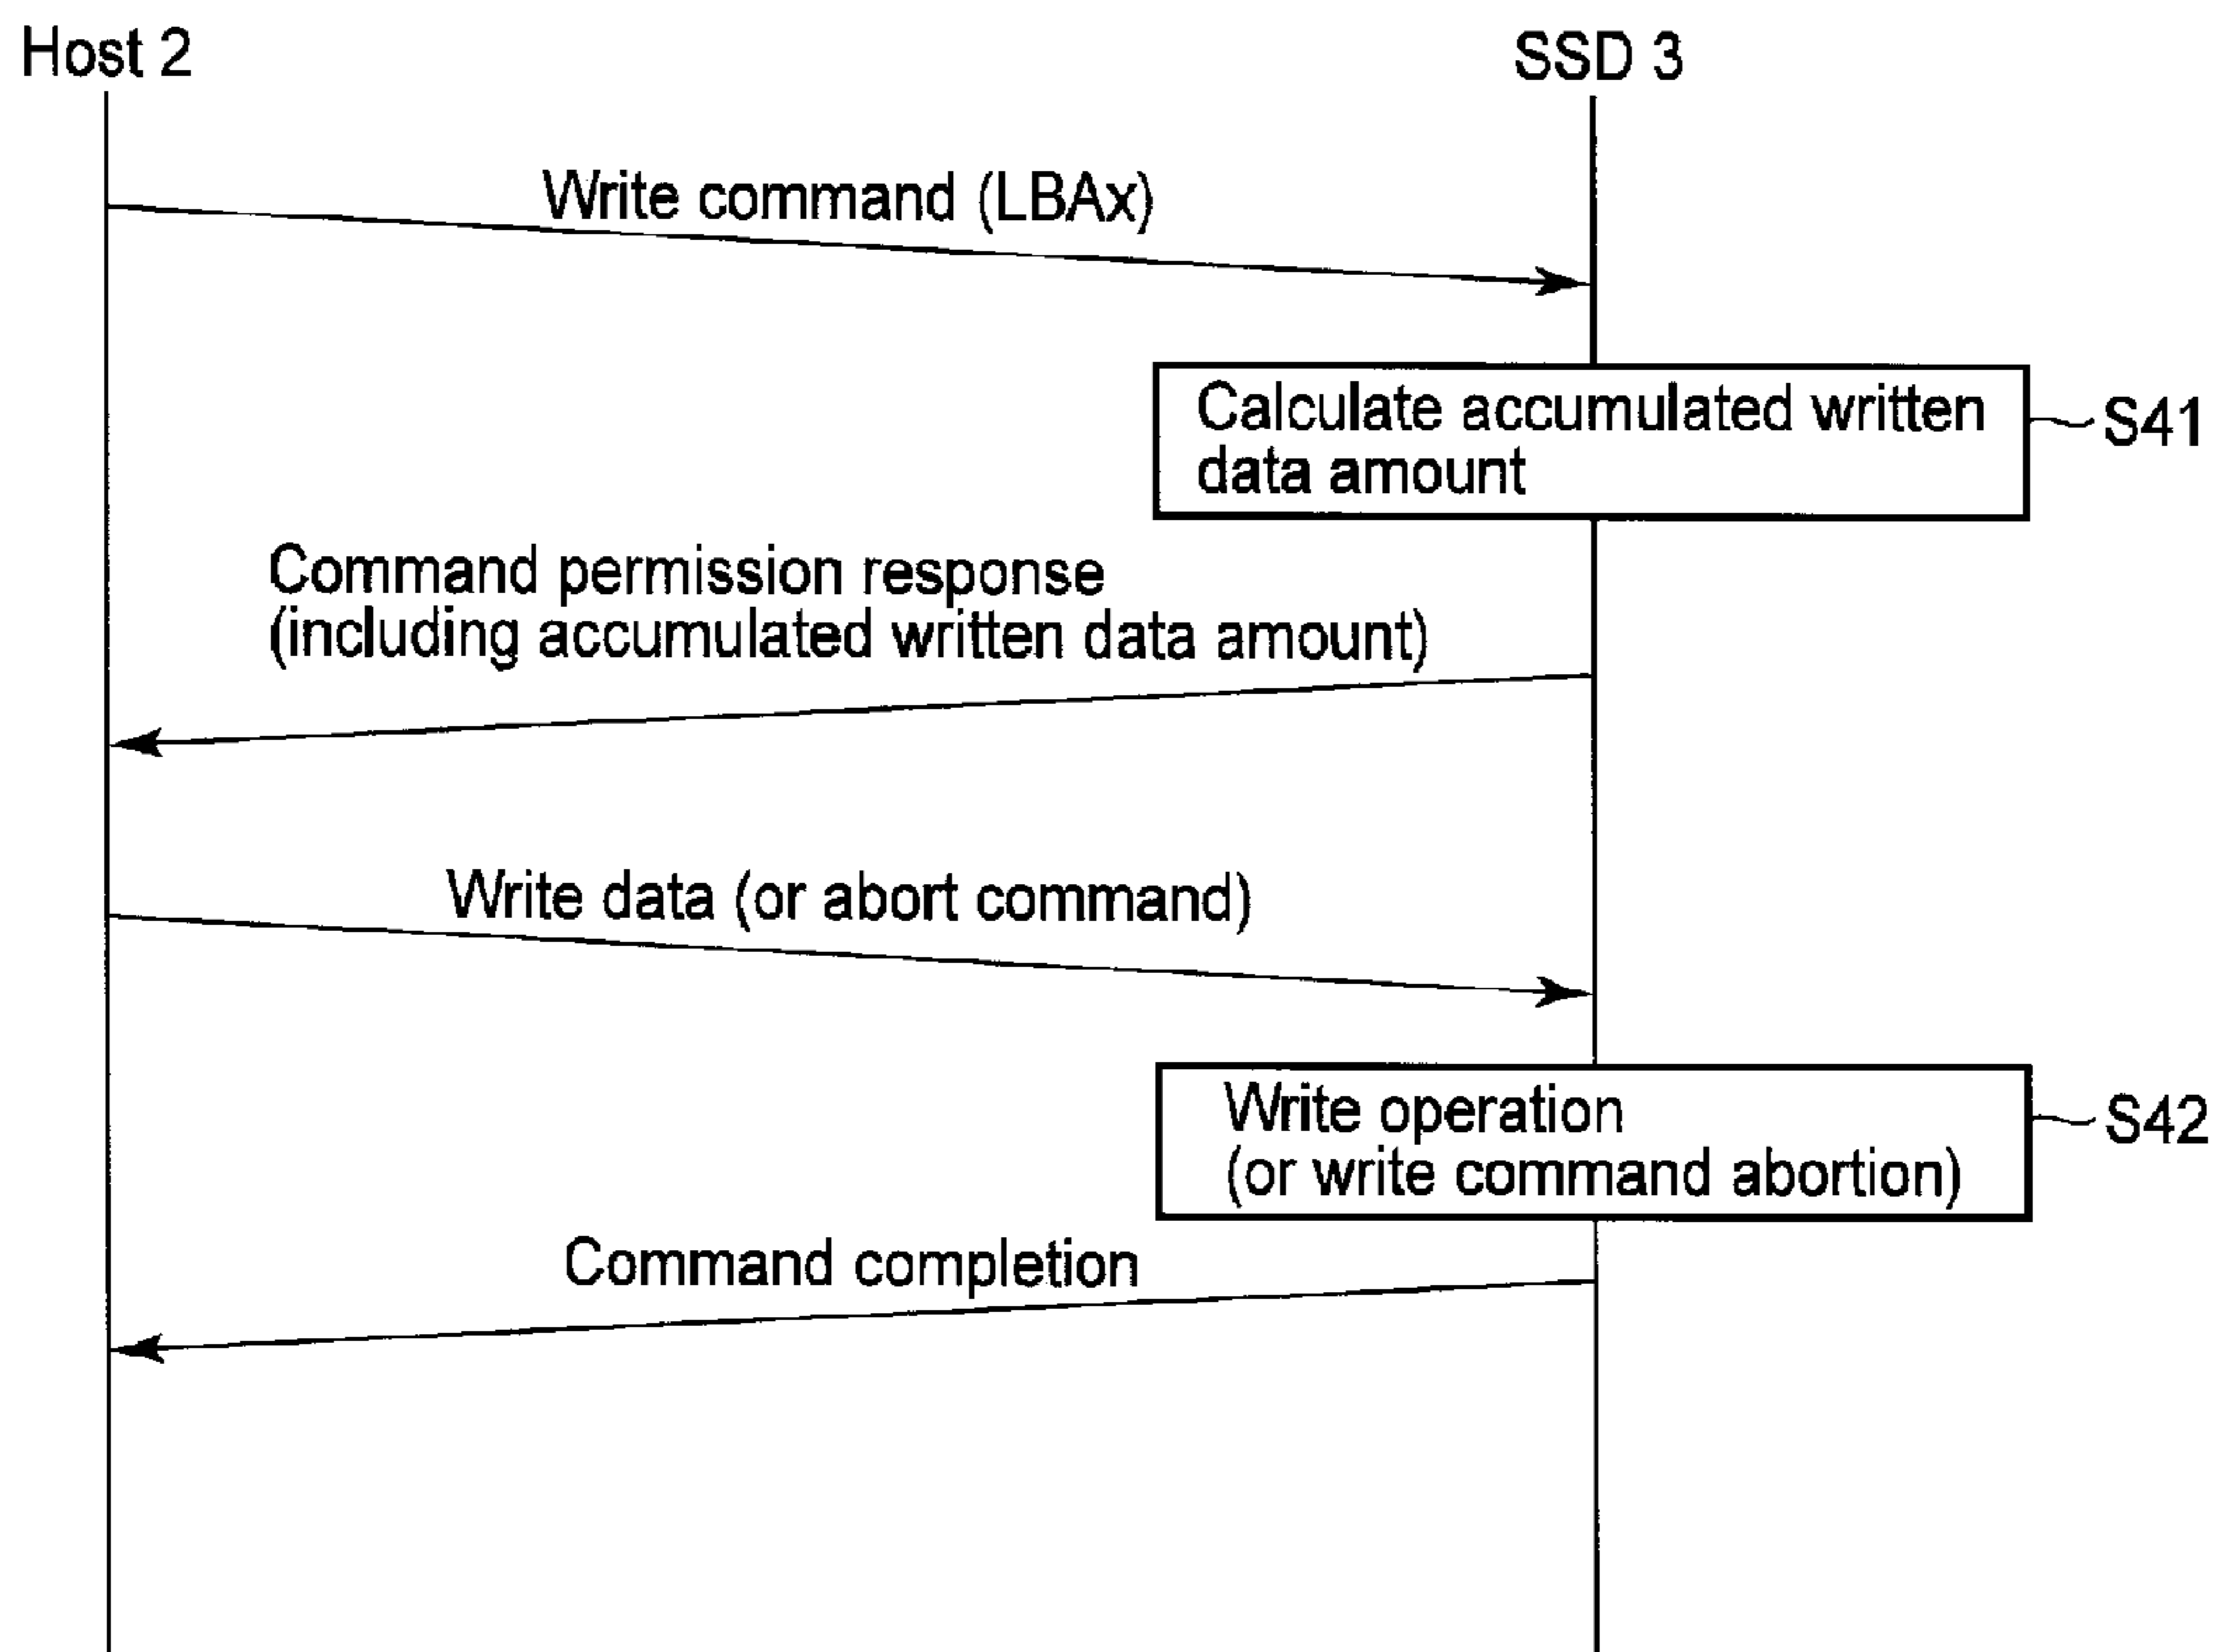 Host 2
SSD 3
Write command (LBAx)
Calculate accumulated written
data amount
S41
Command permission response
(including accumulated written data amount)
Write data (or abort command)
Write operation
(or write command abortion)
S42
Command completion